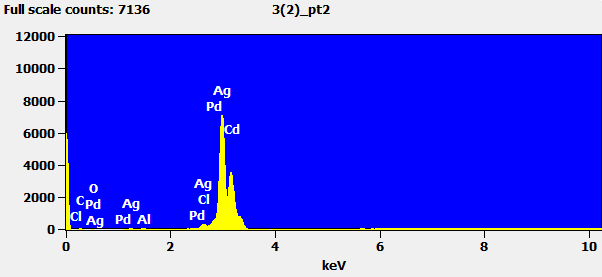 Full scale counts: 7136 3(2)_pt2
12000
10000
8000
6000
4000
2000
0
Ag
Pd
Cd
O
C Pd
Cl Ag
Ag
Pd Al
Ag
Cl
Pd
0 2 4 6 8 10
keV